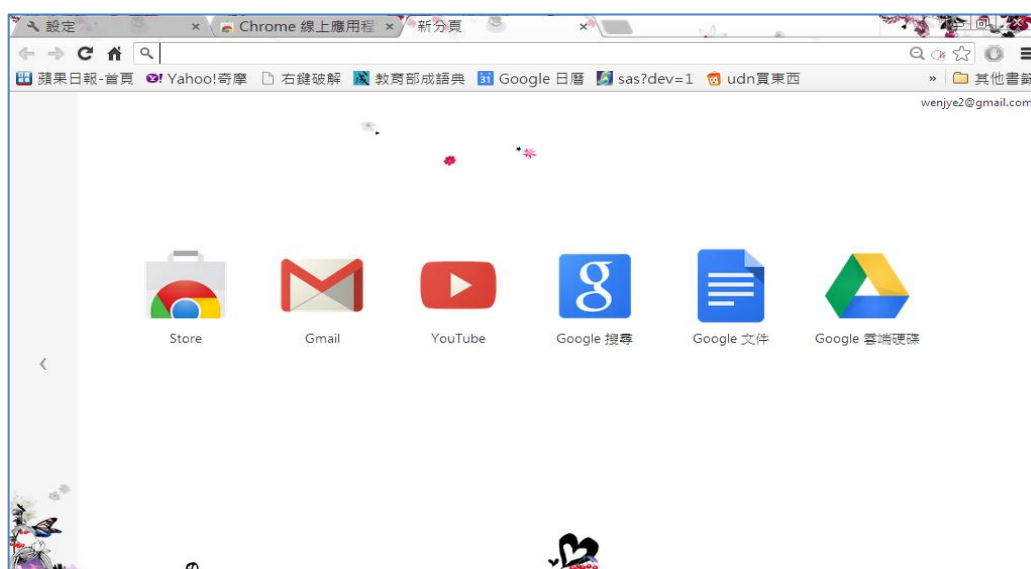 設定 Chrome 線上應用程 新分頁
蘋果日報-首頁 Yahoo!奇摩 右鍵破解 教育部成語典 31 Google 日曆 sas?dev=1 udn買東西 » 其他書籤
wenjye2@gmail.com
Store Gmail YouTube Google 搜尋 Google 文件 Google 雲端硬碟